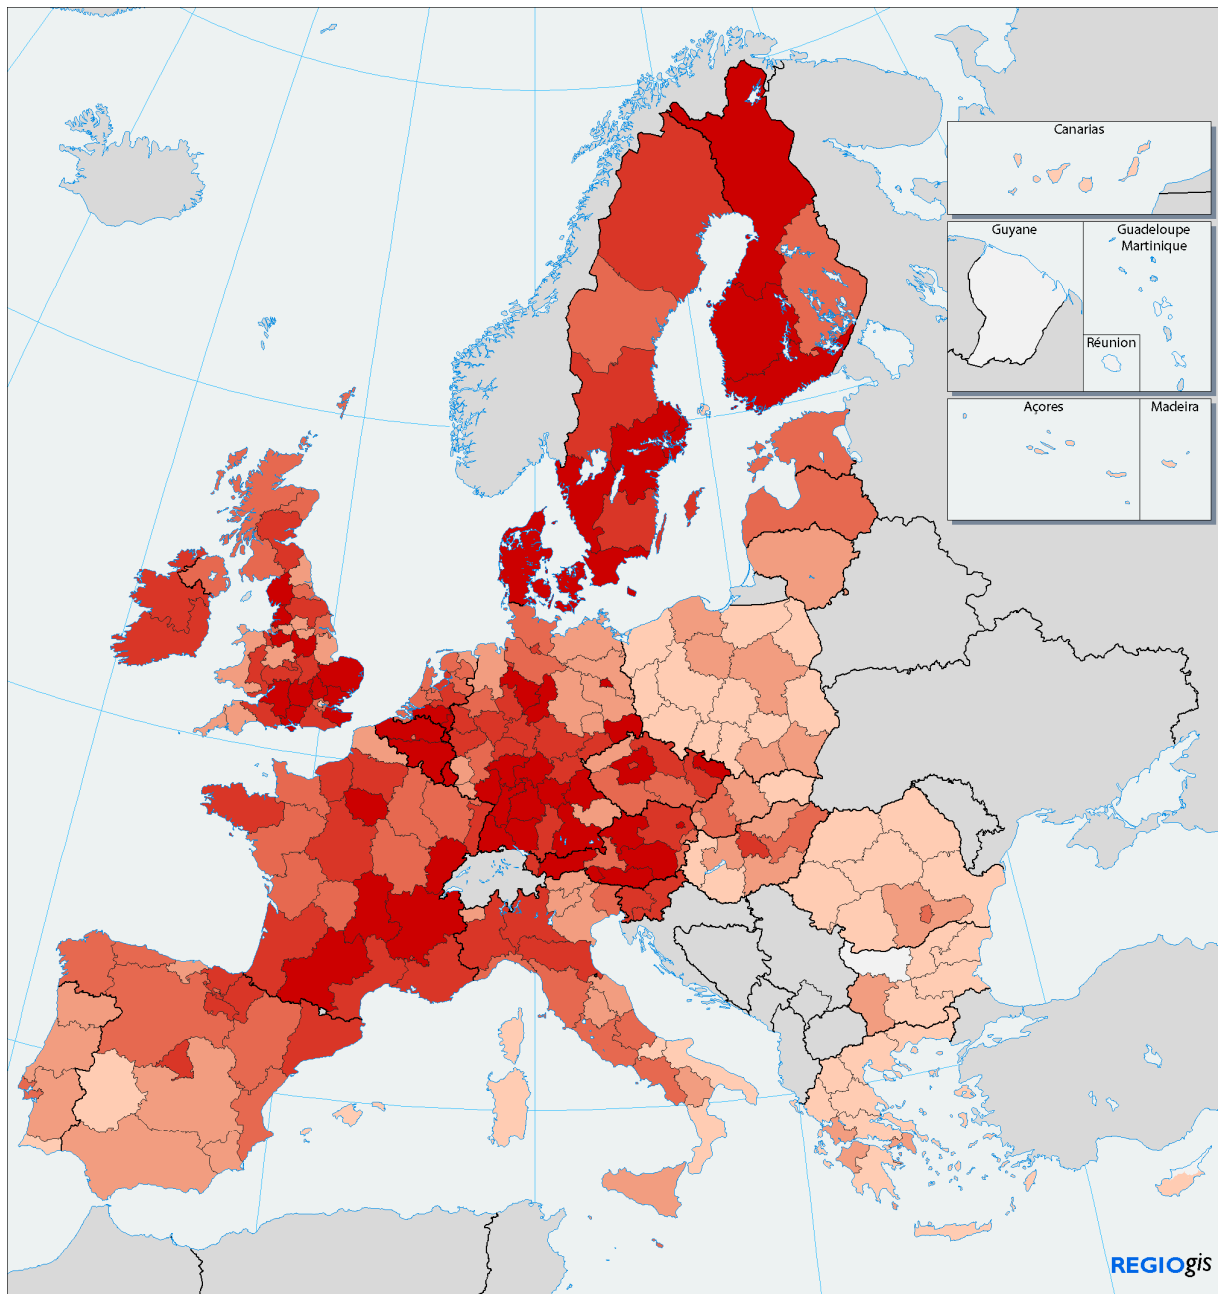 Canarias
Guyane
Guadeloupe
Martinique
Réunion
Açores
Madeira
REGIOgis